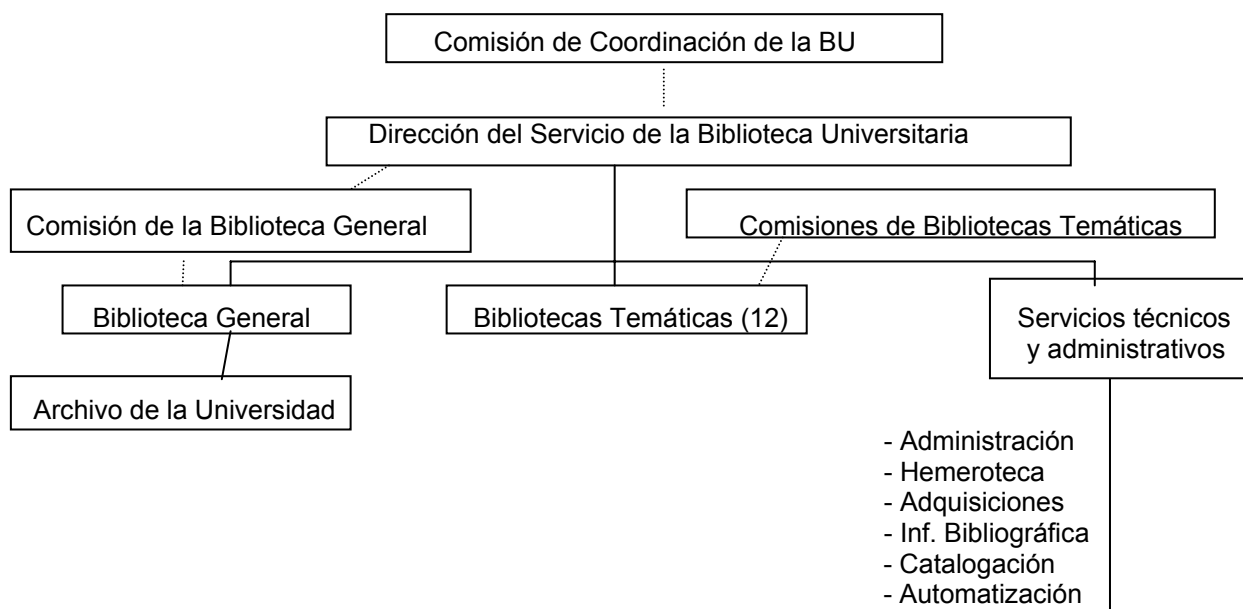 Comisión de Coordinación de la BU
Dirección del Servicio de la Biblioteca Universitaria
Comisión de la Biblioteca General
Comisiones de Bibliotecas Temáticas
Biblioteca General
Bibliotecas Temáticas (12)
Servicios técnicos
y administrativos
Archivo de la Universidad
- Administración
- Hemeroteca
- Adquisiciones
- Inf. Bibliográfica
- Catalogación
- Automatización